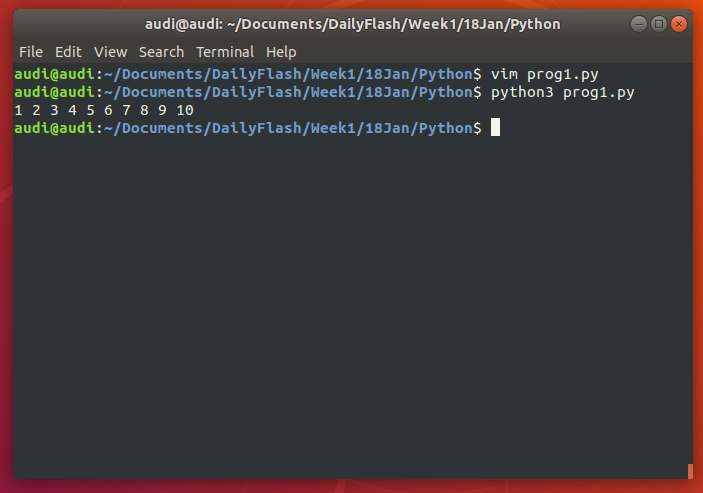 audi@audi: ~/Documents/DailyFlash/Week1/18Jan/Python
File Edit View Search Terminal Help
audi@audi:~/Documents/DailyFlash/Week1/18Jan/Python$ vim prog1.py
audi@audi:~/Documents/DailyFlash/Week1/18Jan/Python$ python3 prog1.py
1 2 3 4 5 6 7 8 9 10
audi@audi:~/Documents/DailyFlash/Week1/18Jan/Python$